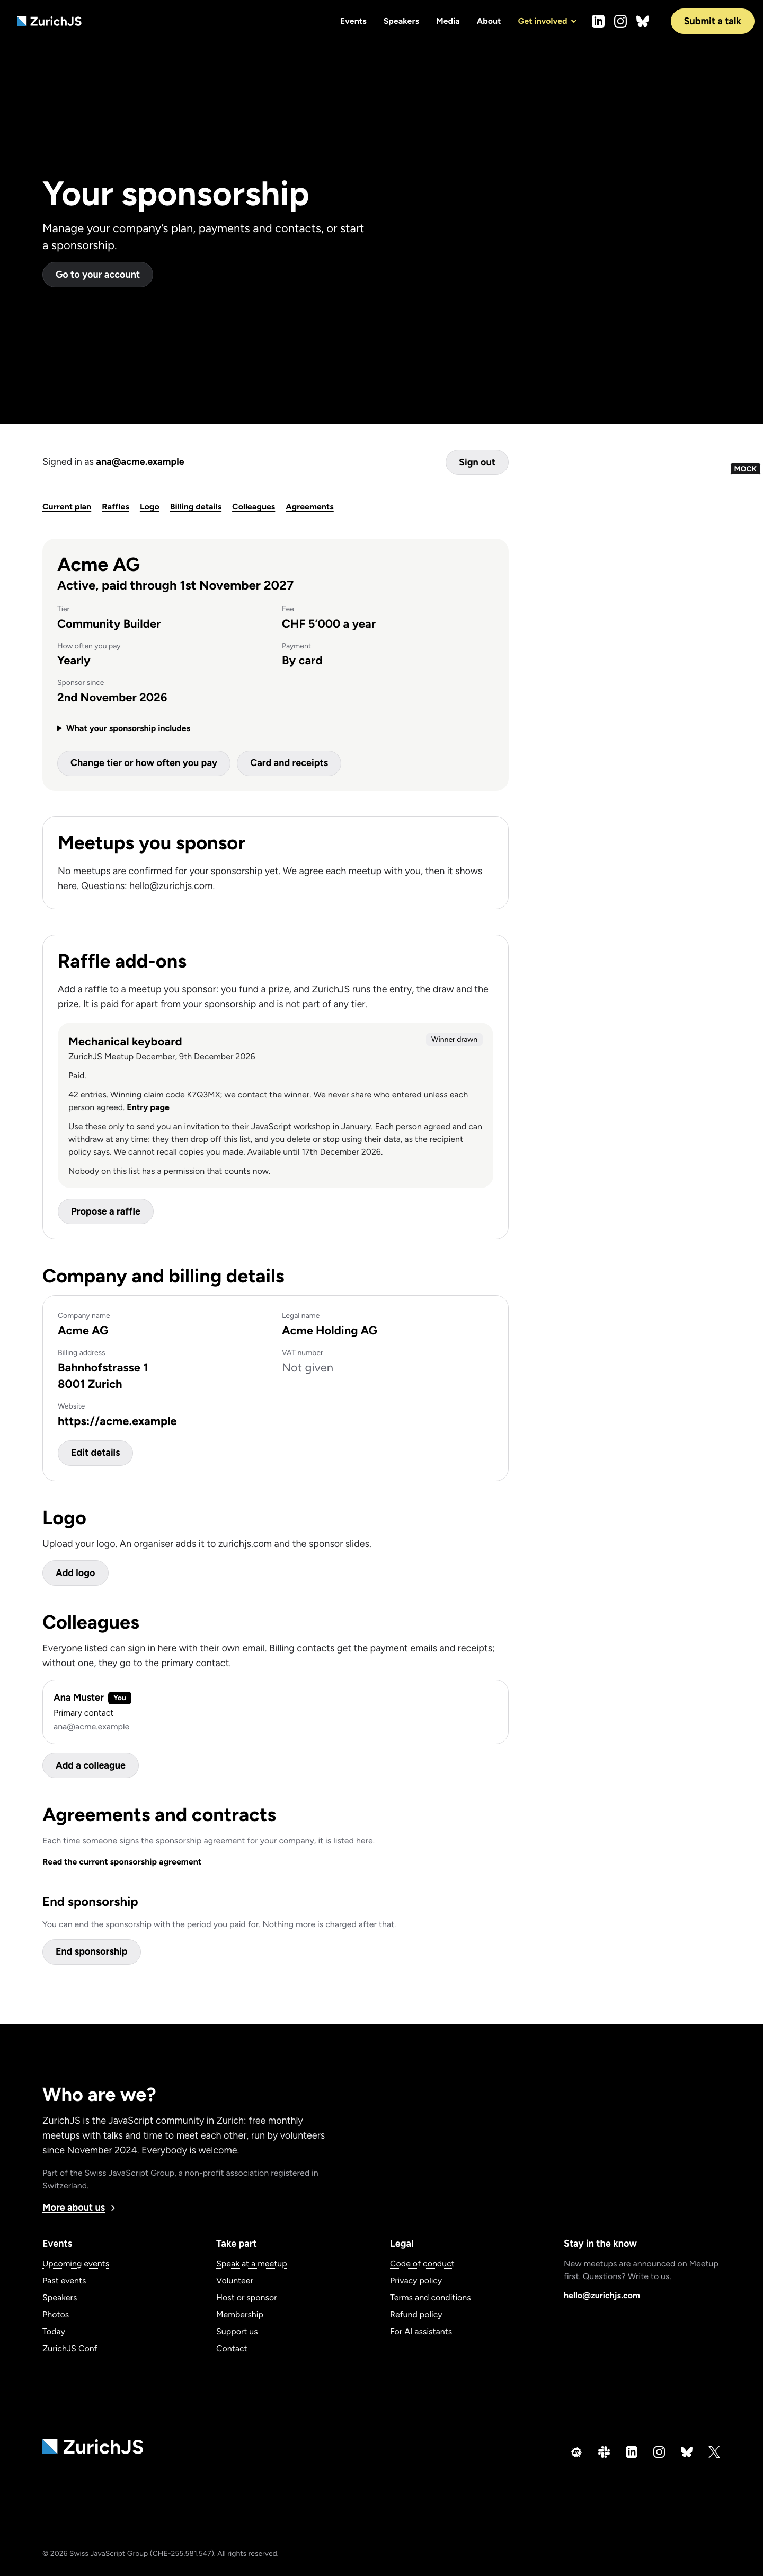 ZurichJS
Events
Speakers
Media
About
Get involved
Submit a talk
Your sponsorship
Manage your company’s plan, payments and contacts, or start
a sponsorship.
Go to your account
Signed in as ana@acme.example
Sign out
MOCK
Current plan
Raffles
Logo
Billing details
Colleagues
Agreements
Acme AG
Active, paid through 1st November 2027
Tier
Community Builder
Fee
CHF 5’000 a year
How often you pay
Yearly
Payment
By card
Sponsor since
2nd November 2026
What your sponsorship includes
Change tier or how often you pay
Card and receipts
Meetups you sponsor
No meetups are confirmed for your sponsorship yet. We agree each meetup with you, then it shows
here. Questions: hello@zurichjs.com.
Raffle add-ons
Add a raffle to a meetup you sponsor: you fund a prize, and ZurichJS runs the entry, the draw and the
prize. It is paid for apart from your sponsorship and is not part of any tier.
Mechanical keyboard
Winner drawn
ZurichJS Meetup December, 9th December 2026
Paid.
42 entries. Winning claim code K7Q3MX; we contact the winner. We never share who entered unless each
person agreed. Entry page
Use these only to send you an invitation to their JavaScript workshop in January. Each person agreed and can
withdraw at any time: they then drop off this list, and you delete or stop using their data, as the recipient
policy says. We cannot recall copies you made. Available until 17th December 2026.
Nobody on this list has a permission that counts now.
Propose a raffle
Company and billing details
Company name
Acme AG
Legal name
Acme Holding AG
Billing address
Bahnhofstrasse 1
8001 Zurich
VAT number
Not given
Website
https://acme.example
Edit details
Logo
Upload your logo. An organiser adds it to zurichjs.com and the sponsor slides.
Add logo
Colleagues
Everyone listed can sign in here with their own email. Billing contacts get the payment emails and receipts;
without one, they go to the primary contact.
Ana Muster You
Primary contact
ana@acme.example
Add a colleague
Agreements and contracts
Each time someone signs the sponsorship agreement for your company, it is listed here.
Read the current sponsorship agreement
End sponsorship
You can end the sponsorship with the period you paid for. Nothing more is charged after that.
End sponsorship
Who are we?
ZurichJS is the JavaScript community in Zurich: free monthly
meetups with talks and time to meet each other, run by volunteers
since November 2024. Everybody is welcome.
Part of the Swiss JavaScript Group, a non-profit association registered in
Switzerland.
More about us
Events
Upcoming events
Past events
Speakers
Photos
Today
ZurichJS Conf
Take part
Speak at a meetup
Volunteer
Host or sponsor
Membership
Support us
Contact
Legal
Code of conduct
Privacy policy
Terms and conditions
Refund policy
For AI assistants
Stay in the know
New meetups are announced on Meetup
first. Questions? Write to us.
hello@zurichjs.com
ZurichJS
© 2026 Swiss JavaScript Group (CHE-255.581.547). All rights reserved.